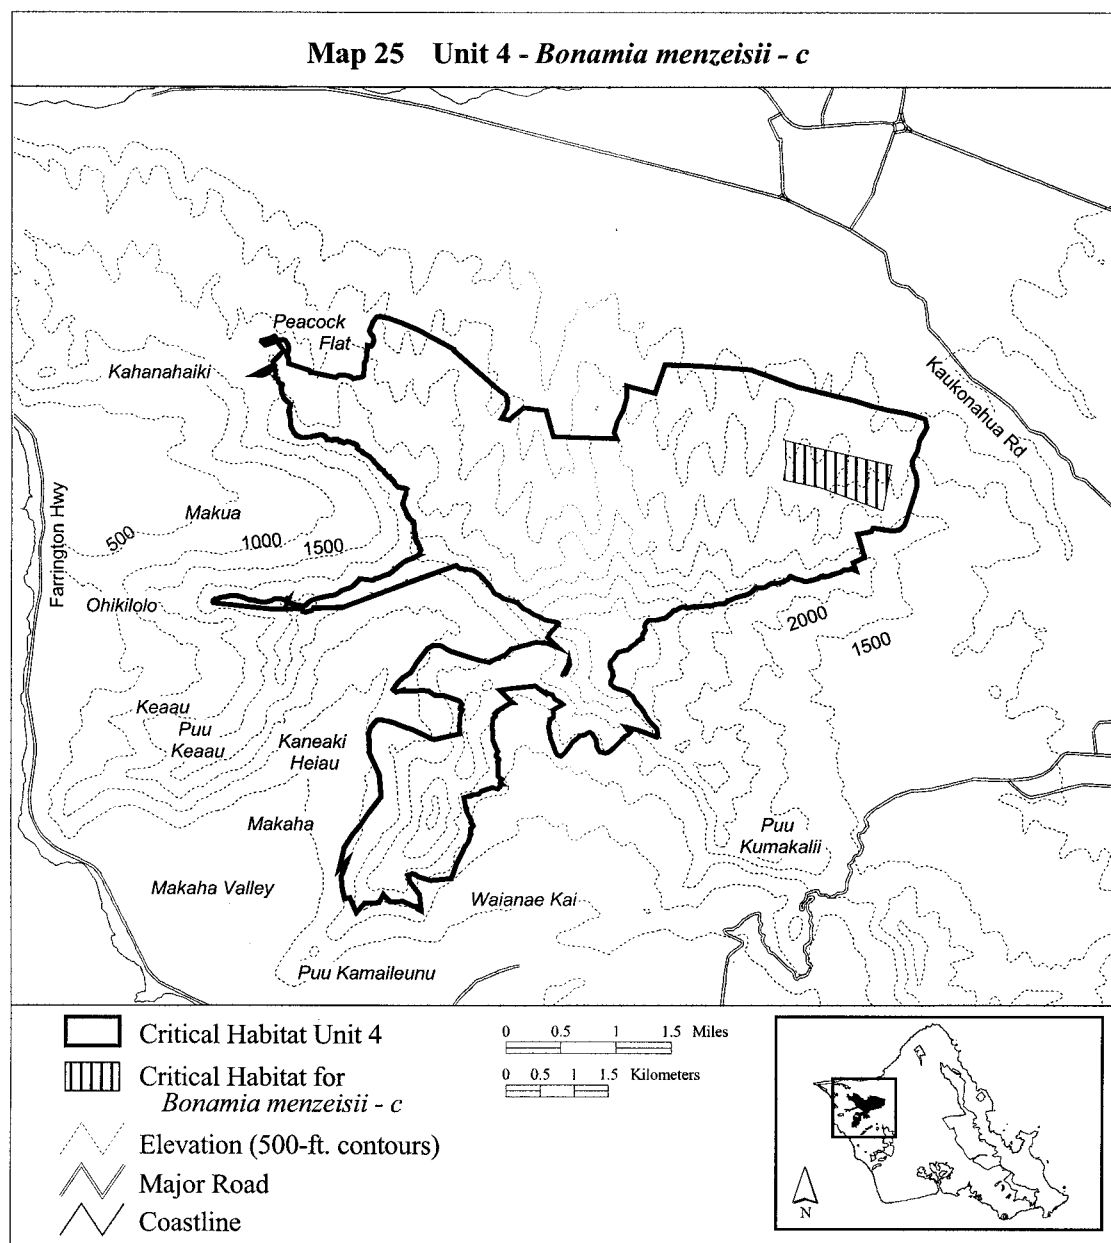 Map 25 Unit 4 - Bonamia menzeisii - c
Peacock
Flat
Kahanahaiki
Kaukonahua Rd
Farrington Hwy
Makua
500
1000
1500
Ohikilolo
2000
1500
Keaau
Puu
Keaau
Kaneaki
Heiau
Makaha
Puu
Kumakalii
Makaha Valley
Waianae Kai
Puu Kamaileunu
Critical Habitat Unit 4
Critical Habitat for
Bonamia menzeisii - c
Elevation (500-ft. contours)
Major Road
Coastline
0 0.5 1 1.5 Miles
0 0.5 1 1.5 Kilometers
N